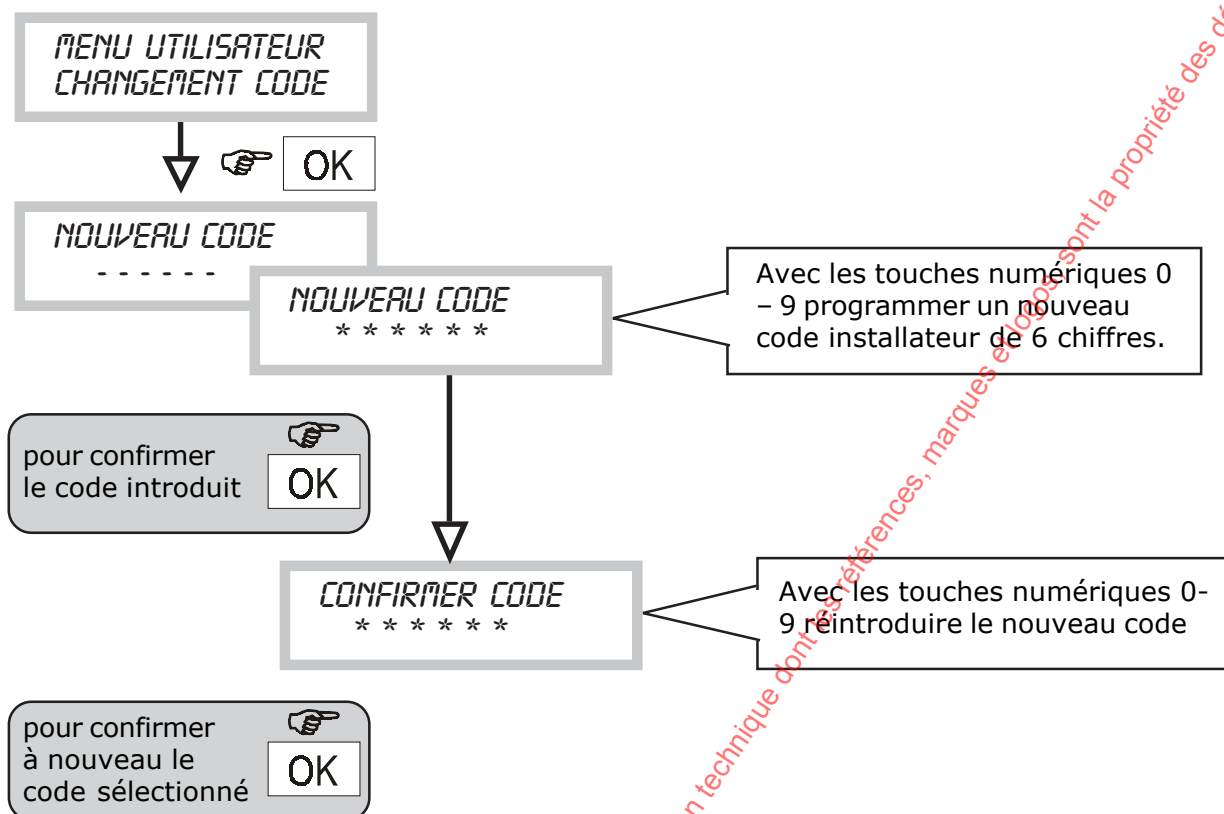 MENU UTILISATEUR
CHANGEMENT CODE
OK
NOUVEAU CODE
- - - - - -
NOUVEAU CODE
* * * * * *
Avec les touches numériques 0
– 9 programmer un nouveau
code installateur de 6 chiffres.
pour confirmer
le code introduit
OK
CONFIRMER CODE
* * * * * *
Avec les touches numériques 0-
9 réintroduire le nouveau code
pour confirmer
à nouveau le
code sélectionné
OK
technique dont les références, marques et logos, sont la propriété des